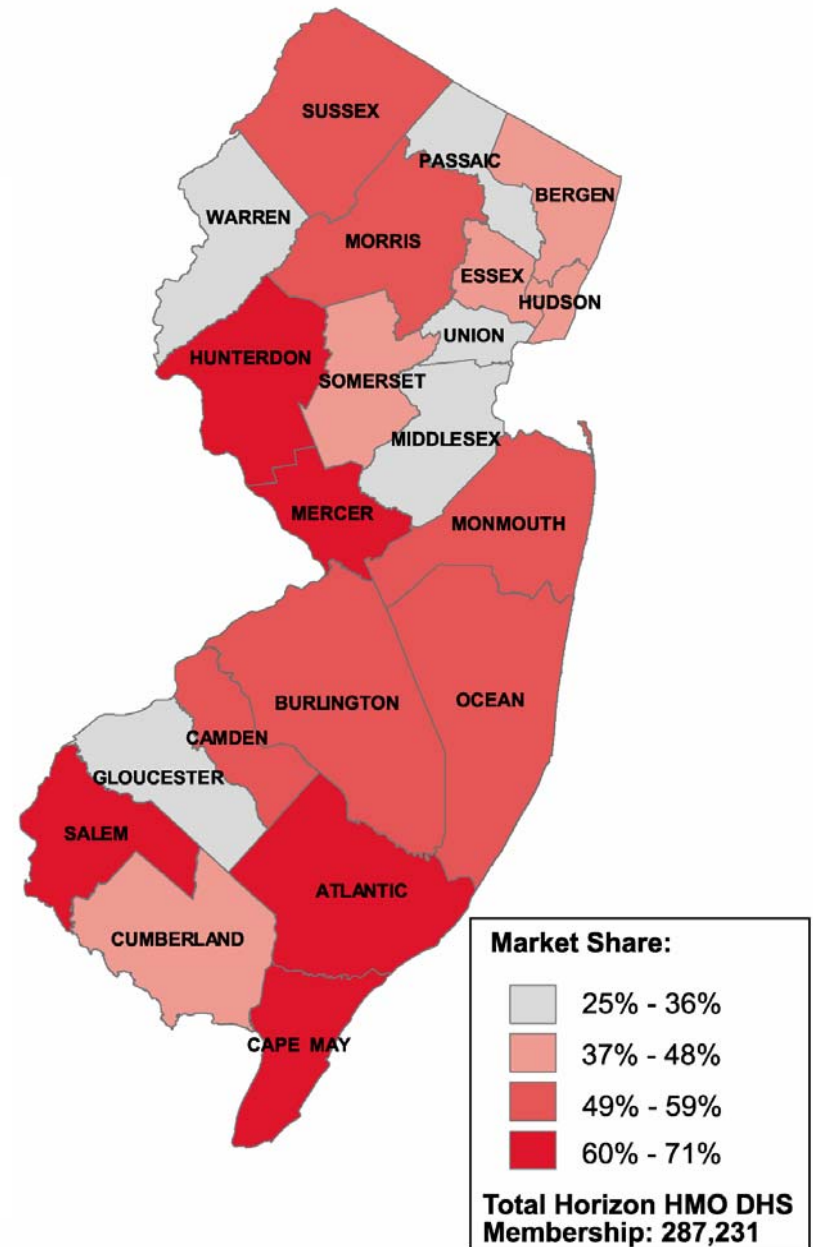 SUSSEX
PASSAIC
BERGEN
WARREN
MORRIS
ESSEX
HUDSON
UNION
HUNTERDON
SOMERSET
MIDDLESEX
MERCER
MONMOUTH
BURLINGTON
OCEAN
CAMDEN
GLOUCESTER
SALEM
ATLANTIC
CUMBERLAND
CAPE MAY
Market Share:
25% - 36%
37% - 48%
49% - 59%
60% - 71%
Total Horizon HMO DHS
Membership: 287,231